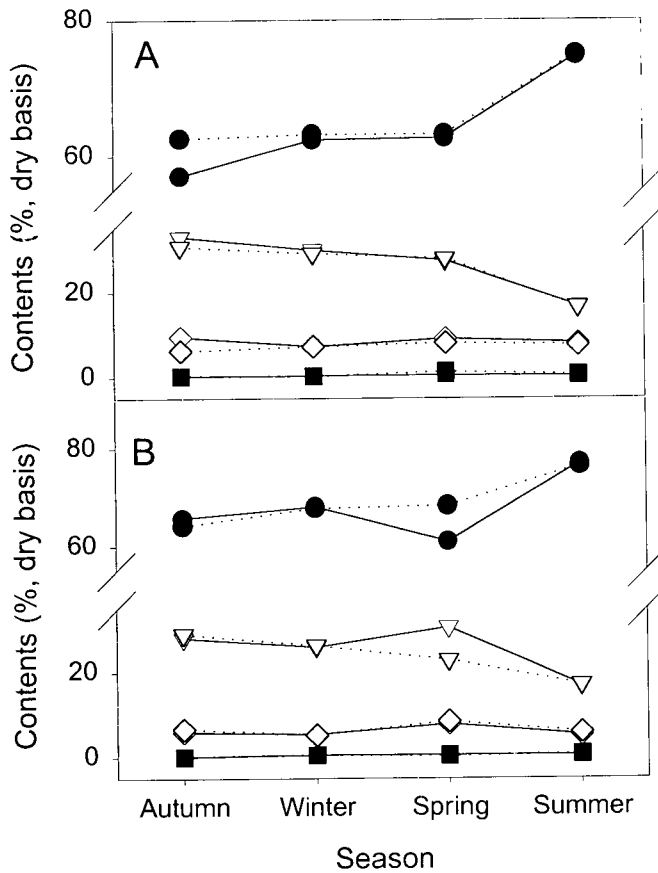 80
A
60
20
0
Contents (%, dry basis)
80
B
60
20
0
Contents (%, dry basis)
Autumn Winter Spring Summer
Season